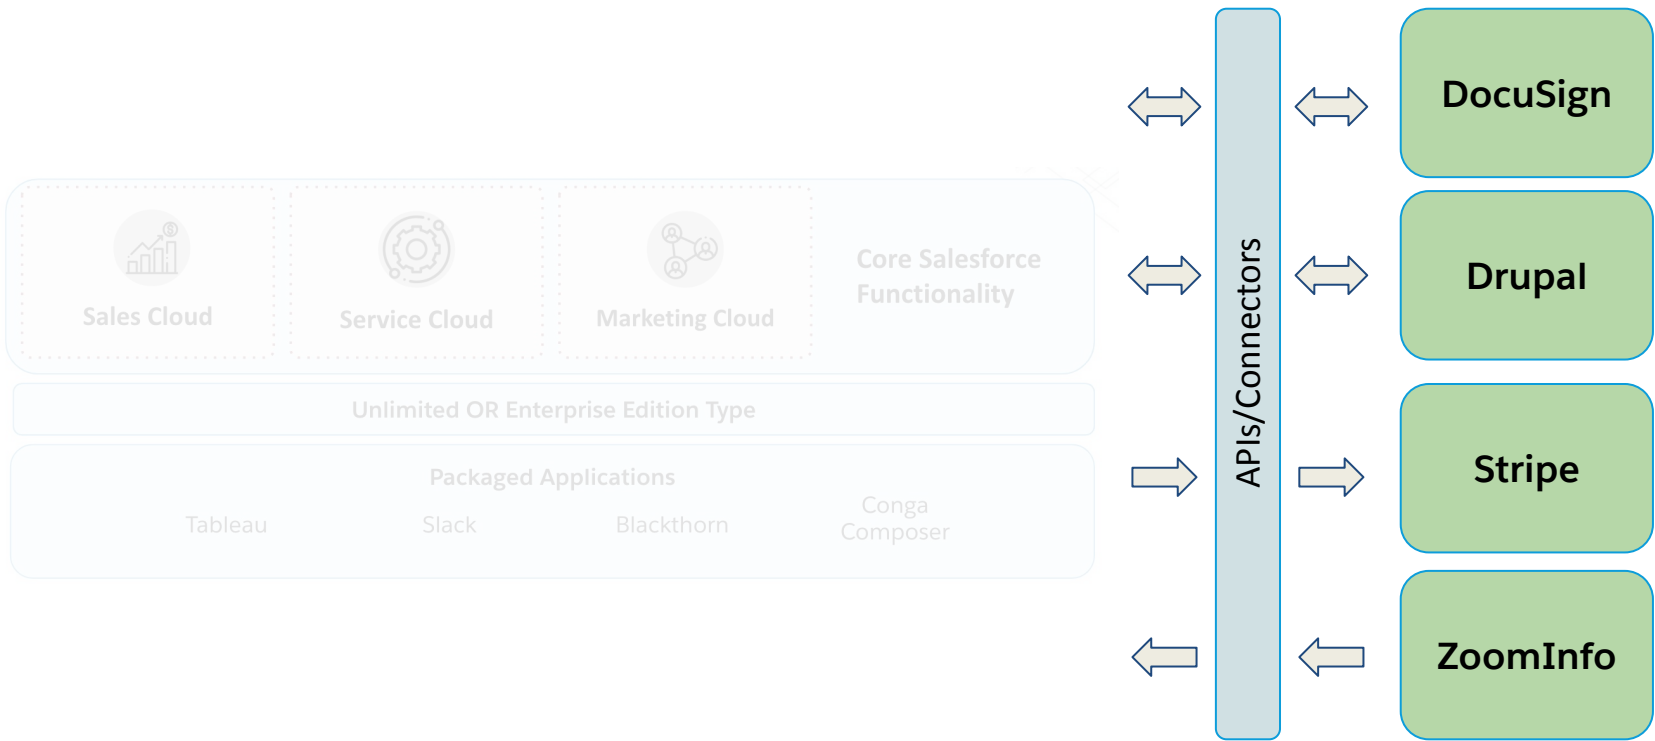 Sales Cloud
Service Cloud
Marketing Cloud
Core Salesforce
Functionality
Unlimited OR Enterprise Edition Type
Packaged Applications
Tableau
Slack
Blackthorn
Conga
Composer
APIs/Connectors
DocuSign
Drupal
Stripe
ZoomInfo